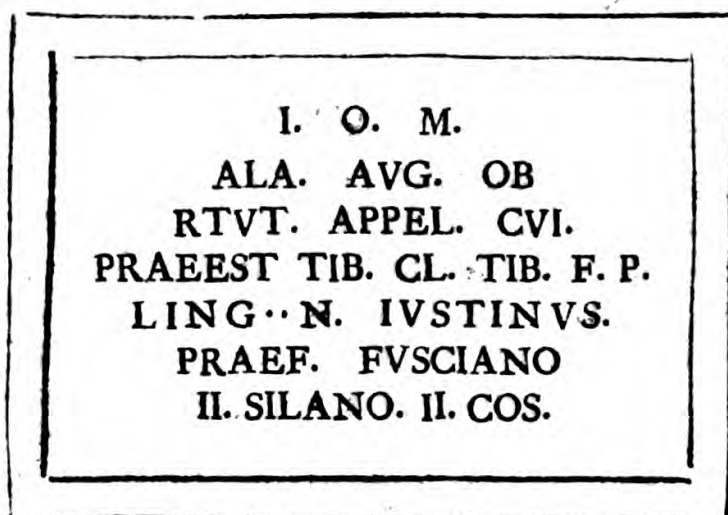 I. O. M.
ALA. AVG. OB
RTVT. APPEL. CVI.
PRAEEST TIB. CL. TIB. F. P.
LING·· N. IVSTINVS.
PRAEF. FVSCIANO
II. SILANO. II. COS.